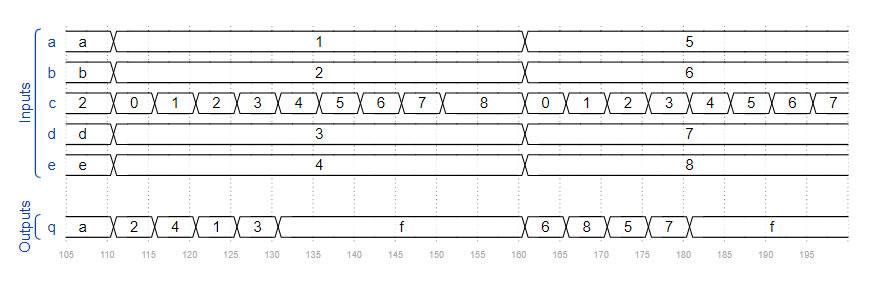 Inputs
a a 1 5
b b 2 6
c 2 0 1 2 3 4 5 6 7 8 0 1 2 3 4 5 6 7
d d 3 7
e e 4 8
Outputs
q a 2 4 1 3 f 6 8 5 7 f
105 110 115 120 125 130 135 140 145 150 155 160 165 170 175 180 185 190 195